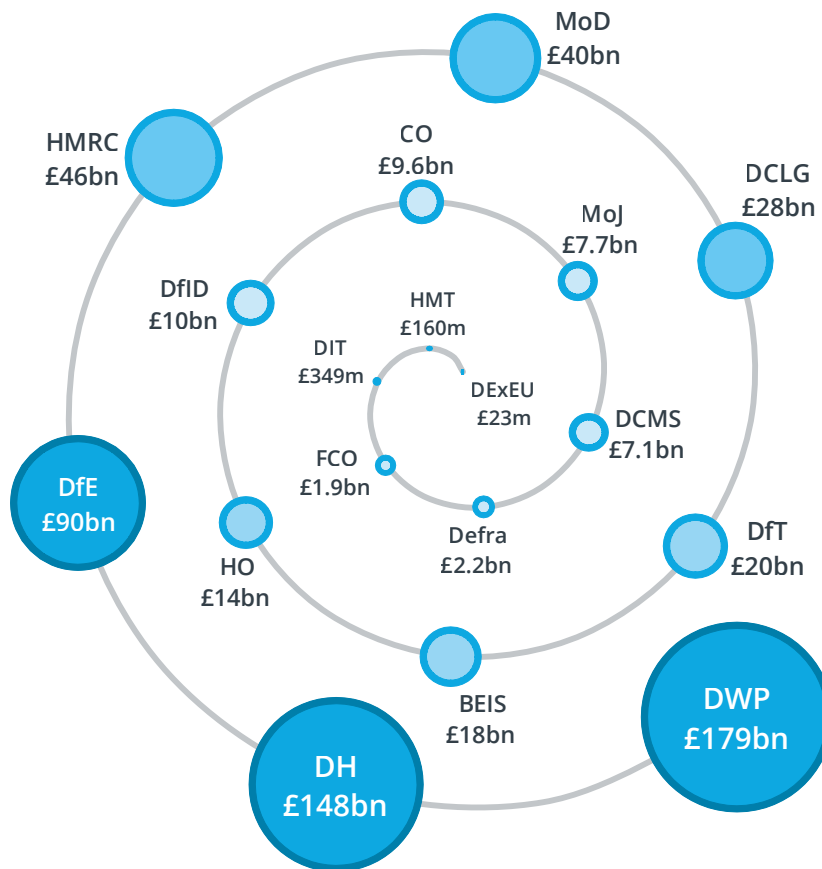 MoD
£40bn
HMRC
£46bn
CO
£9.6bn
DCLG
£28bn
MoJ
£7.7bn
DfID
£10bn
HMT
£160m
DIT
£349m
DExEU
£23m
DCMS
£7.1bn
FCO
£1.9bn
DfE
£90bn
Defra
£2.2bn
DfT
£20bn
HO
£14bn
BEIS
£18bn
DWP
£179bn
DH
£148bn